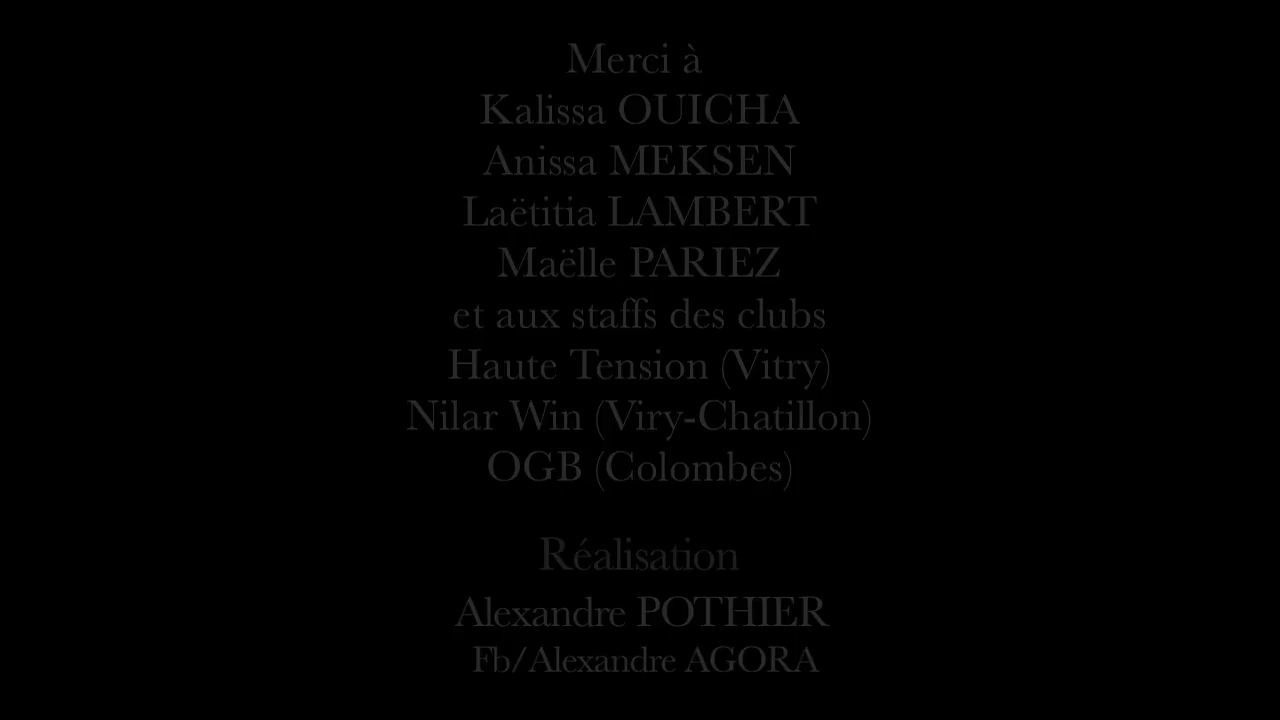 Merci à
Kalissa OUICHA
Anissa MEKSEN
Laëtitia LAMBERT
Maëlle PARIEZ
et aux staffs des clubs
Haute Tension (Vitry)
Nilar Win (Viry-Chatillon)
OGB (Colombes)
Réalisation
Alexandre POTHIER
Fb/Alexandre AGORA